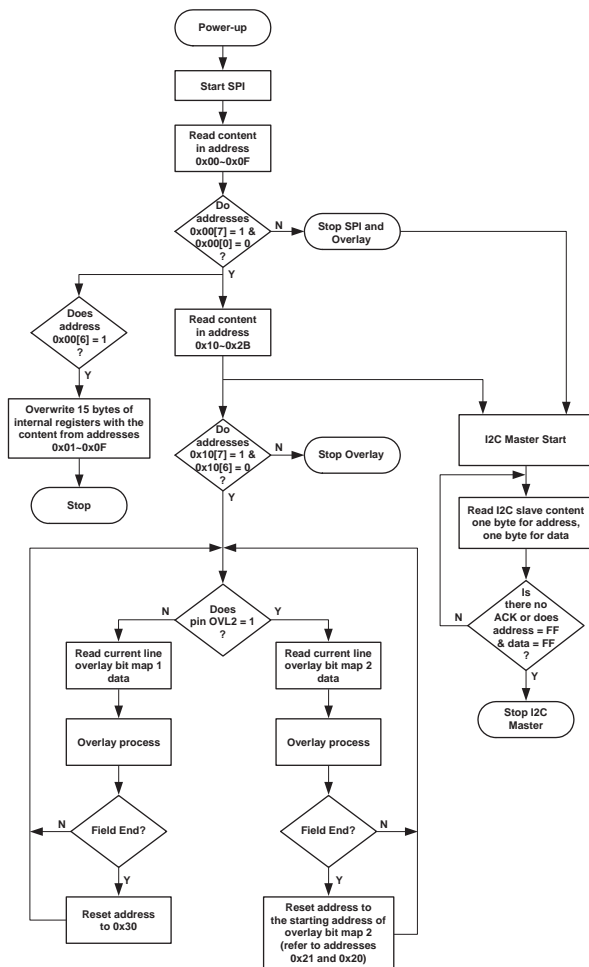 Power-up
Start SPI
Read content
in address
0x00~0x0F
Do
addresses
0x00[7] = 1 &
0x00[0] = 0
?
N
Stop SPI and
Overlay
Y
Does
address
0x00[6] = 1
?
Y
Read content
in address
0x10~0x2B
Overwrite 15 bytes of
internal registers with the
content from addresses
0x01~0x0F
Stop
Do
addresses
0x10[7] = 1 &
0x10[6] = 0
?
N
Stop Overlay
Y
I2C Master Start
Read I2C slave content
one byte for address,
one byte for data
Is
there no
ACK or does
address = FF
& data = FF
?
N
Y
Stop I2C
Master
Does
pin OVL2 = 1
?
N
Y
Read current line
overlay bit map 1
data
Overlay process
Field End?
N
Y
Reset address
to 0x30
Read current line
overlay bit map 2
data
Overlay process
Field End?
N
Y
Reset address to
the starting address of
overlay bit map 2
(refer to addresses
0x21 and 0x20)